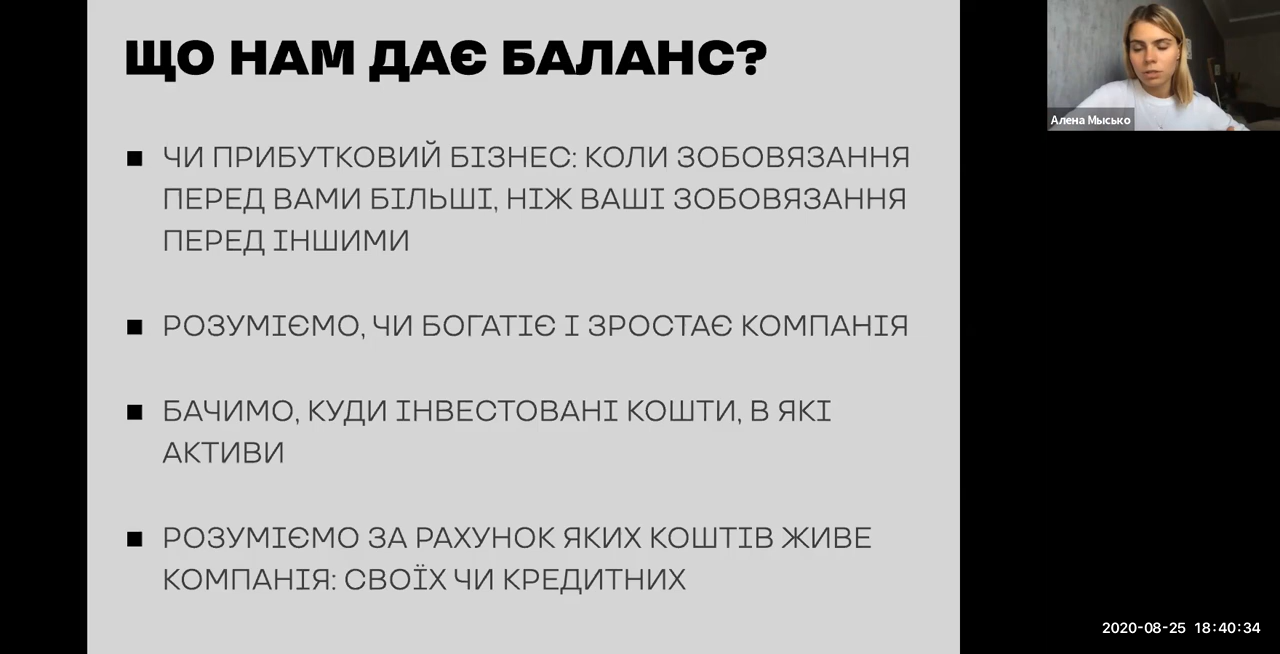 ЩО НАМ ДАЄ БАЛАНС?
Алена Мысько
■ ЧИ ПРИБУТКОВИЙ БІЗНЕС: КОЛИ ЗОБОВЯЗАННЯ
ПЕРЕД ВАМИ БІЛЬШІ, НІЖ ВАШІ ЗОБОВЯЗАННЯ
ПЕРЕД ІНШИМИ
■ РОЗУМІЄМО, ЧИ БОГАТІЄ І ЗРОСТАЄ КОМПАНІЯ
■ БАЧИМО, КУДИ ІНВЕСТОВАНІ КОШТИ, В ЯКІ
АКТИВИ
■ РОЗУМІЄМО ЗА РАХУНОК ЯКИХ КОШТІВ ЖИВЕ
КОМПАНІЯ: СВОЇХ ЧИ КРЕДИТНИХ
2020-08-25 18:40:34